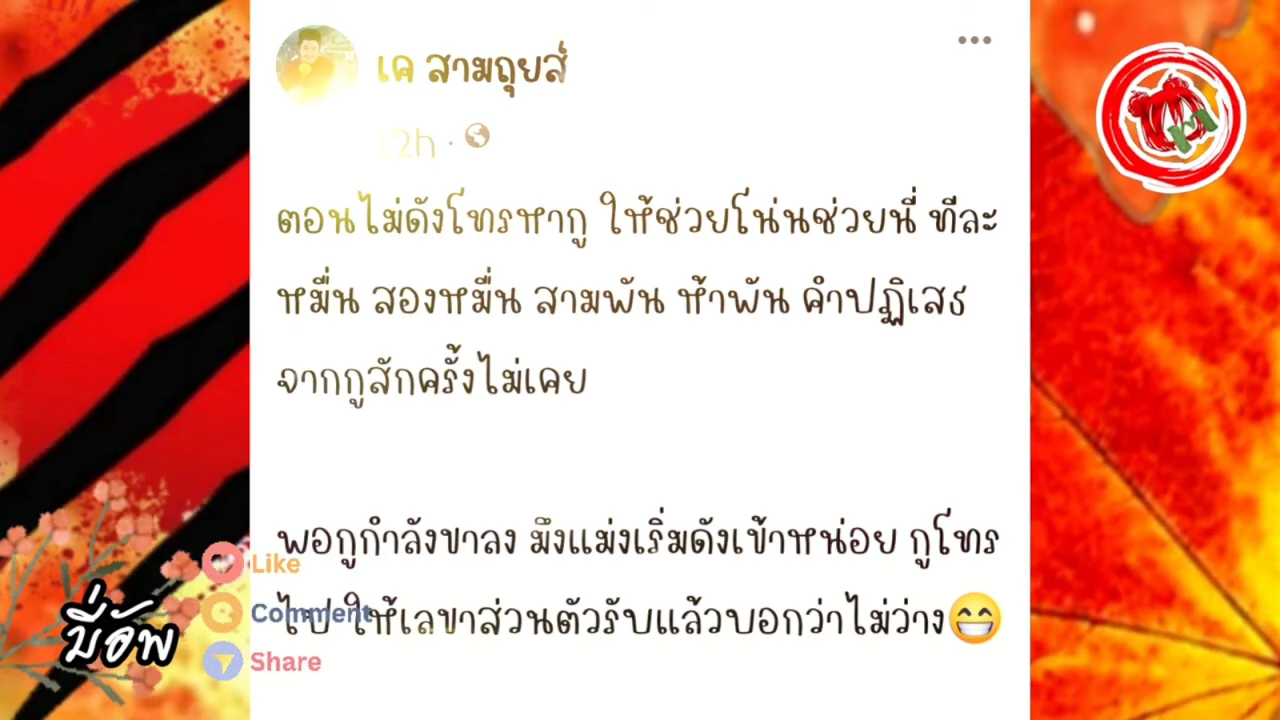 เค สามถุยส์
12h
ตอนไม่ดังโทรหากู ให้ช่วยโน่นช่วยนี่ ทีละ
หมื่น สองหมื่น สามพัน ห้าพัน คำปฏิเสธ
จากกูสักครั้งไม่เคย
พอกูกำลังขาลง มึงแม่งเริ่มดังเข้าหน่อย กูโทร
ไป ให้เลขาส่วนตัวรับแล้วบอกว่าไม่ว่าง😁
Like
Comment
Share
บี่อัพ